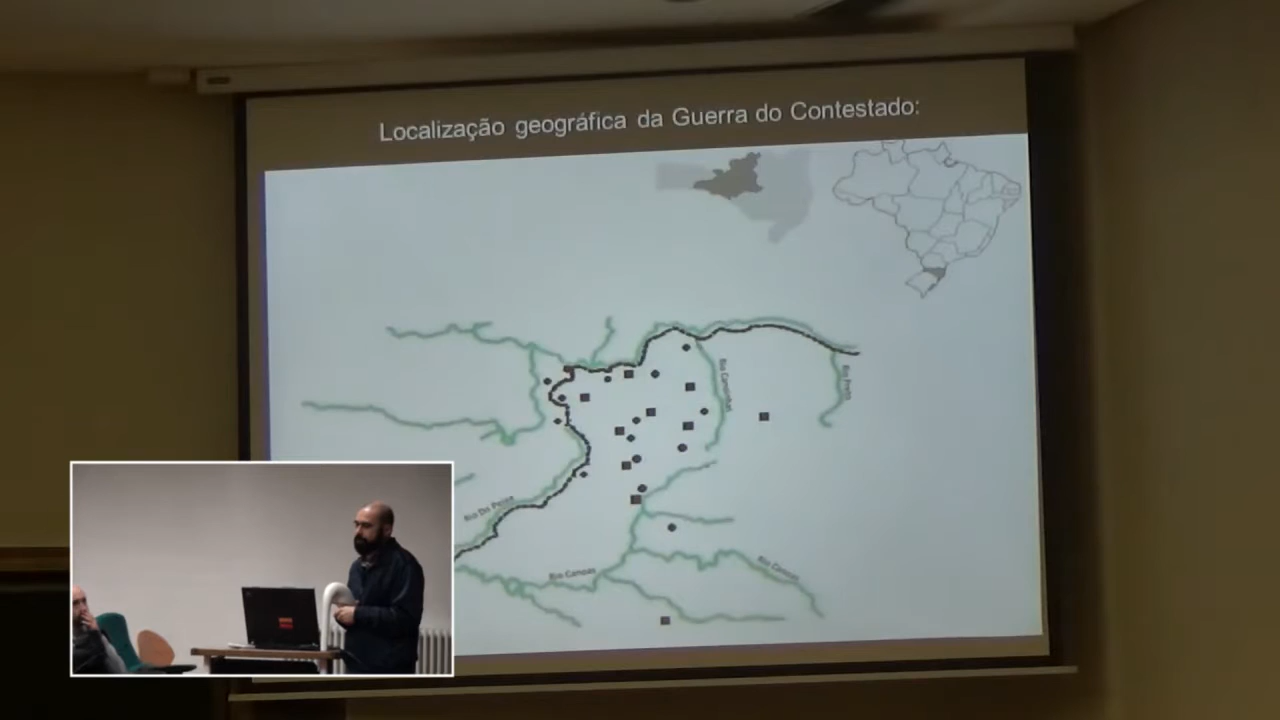 Localização geográfica da Guerra do Contestado:
Rio Canoinhas
Rio Preto
Rio Do Peixe
Rio Canoas
Rio Canoas